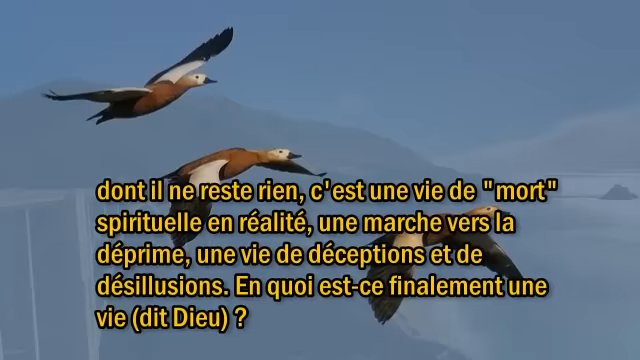 dont il ne reste rien, c'est une vie de "mort"
spirituelle en réalité, une marche vers la
déprime, une vie de déceptions et de
désillusions. En quoi est-ce finalement une
vie (dit Dieu) ?